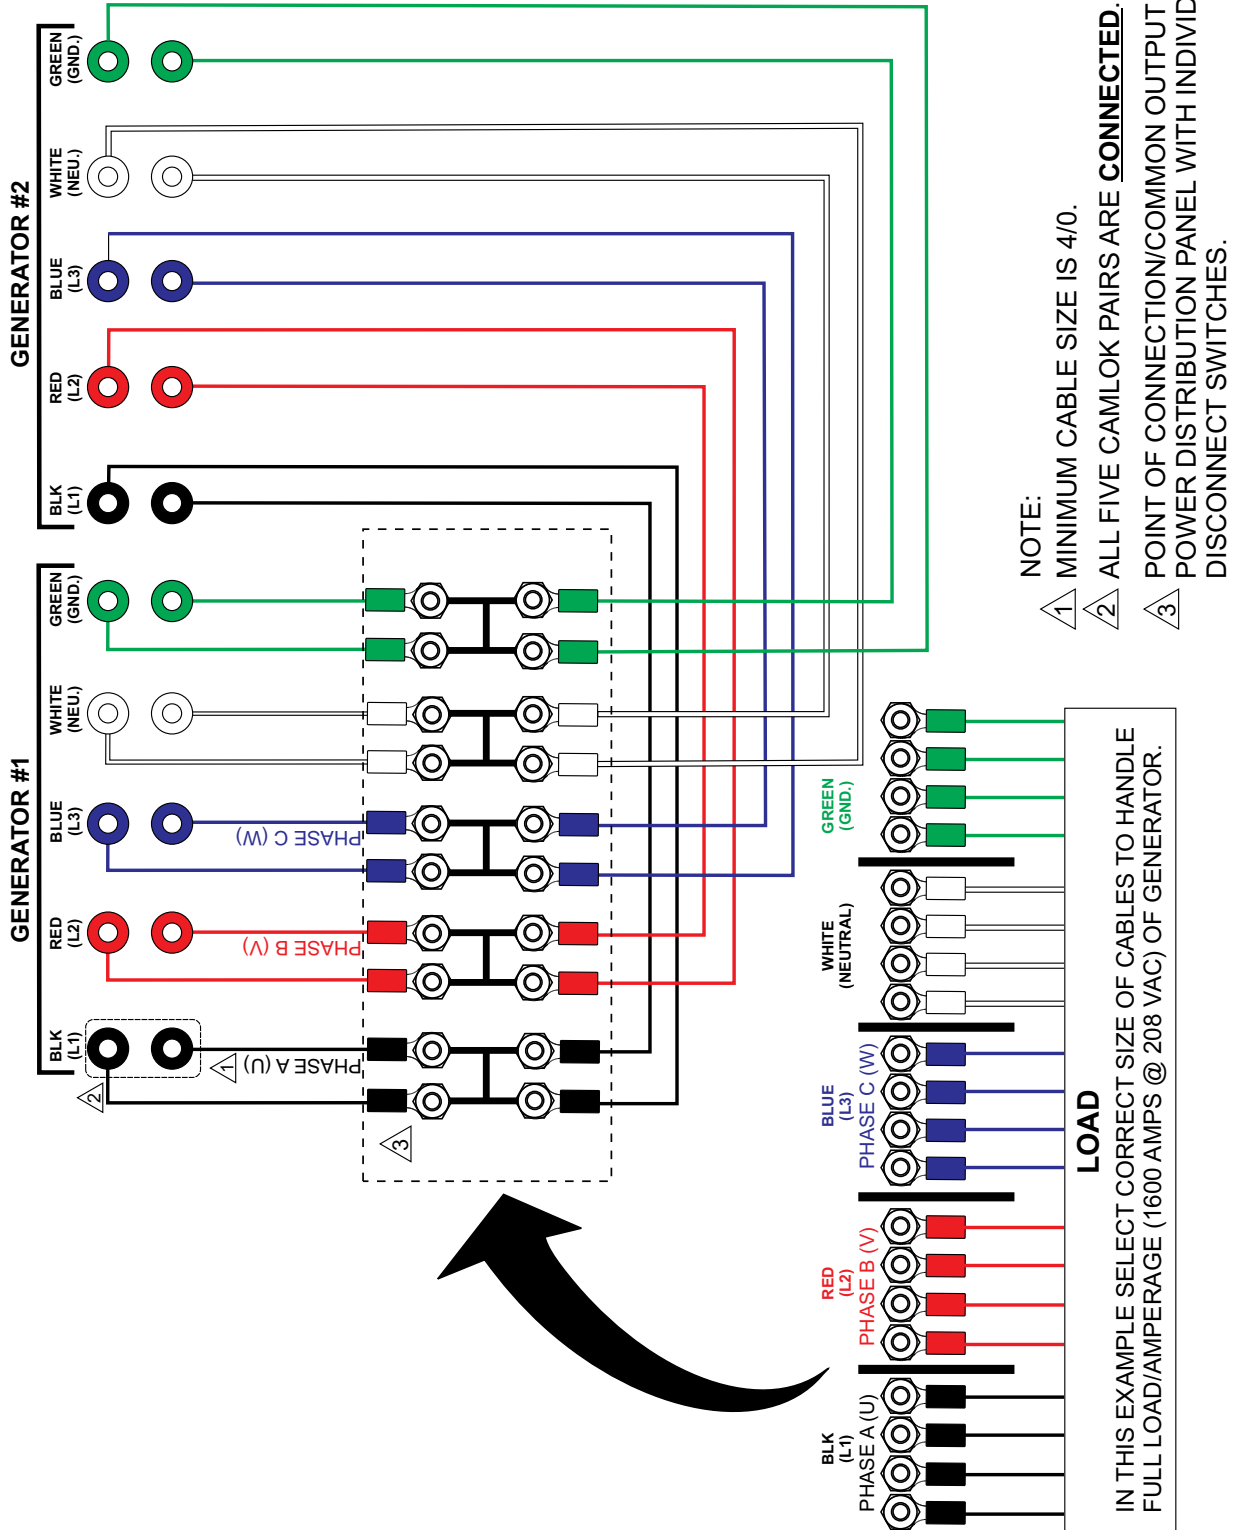 GENERATOR #1
BLK
(L1)
RED
(L2)
BLUE
(L3)
WHITE
(NEU.)
GREEN
(GND.)
GENERATOR #2
BLK
(L1)
RED
(L2)
BLUE
(L3)
WHITE
(NEU.)
GREEN
(GND.)
2
1
PHASE A (U)
PHASE B (V)
PHASE C (W)
3
BLK
(L1)
PHASE A (U)
RED
(L2)
PHASE B (V)
BLUE
(L3)
PHASE C (W)
WHITE
(NEUTRAL)
GREEN
(GND.)
LOAD
IN THIS EXAMPLE SELECT CORRECT SIZE OF CABLES TO HANDLE
FULL LOAD/AMPERAGE (1600 AMPS @ 208 VAC) OF GENERATOR.
NOTE:
1 MINIMUM CABLE SIZE IS 4/0.
2 ALL FIVE CAMLOK PAIRS ARE CONNECTED.
3 POINT OF CONNECTION/COMMON OUTPUT
POWER DISTRIBUTION PANEL WITH INDIVID
DISCONNECT SWITCHES.